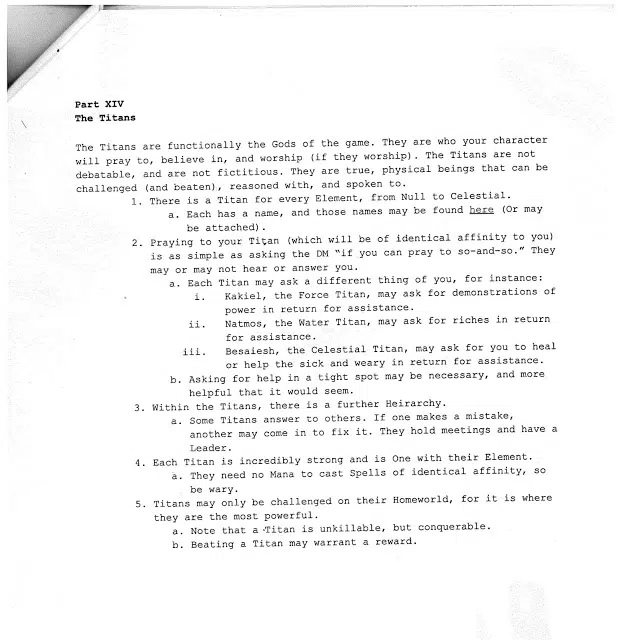 Part XIV
The Titans
The Titans are functionally the Gods of the game. They are who your character
will pray to, believe in, and worship (if they worship). The Titans are not
debatable, and are not fictitious. They are true, physical beings that can be
challenged (and beaten), reasoned with, and spoken to.
1. There is a Titan for every Element, from Null to Celestial.
a. Each has a name, and those names may be found here (Or may
be attached).
2. Praying to your Titan (which will be of identical affinity to you)
is as simple as asking the DM "if you can pray to so-and-so." They
may or may not hear or answer you.
a. Each Titan may ask a different thing of you, for instance:
i. Kakiel, the Force Titan, may ask for demonstrations of
power in return for assistance.
ii. Natmos, the Water Titan, may ask for riches in return
for assistance.
iii. Besaiesh, the Celestial Titan, may ask for you to heal
or help the sick and weary in return for assistance.
b. Asking for help in a tight spot may be necessary, and more
helpful that it would seem.
3. Within the Titans, there is a further Heirarchy.
a. Some Titans answer to others. If one makes a mistake,
another may come in to fix it. They hold meetings and have a
Leader.
4. Each Titan is incredibly strong and is One with their Element.
a. They need no Mana to cast Spells of identical affinity, so
be wary.
5. Titans may only be challenged on their Homeworld, for it is where
they are the most powerful.
a. Note that a Titan is unkillable, but conquerable.
b. Beating a Titan may warrant a reward.